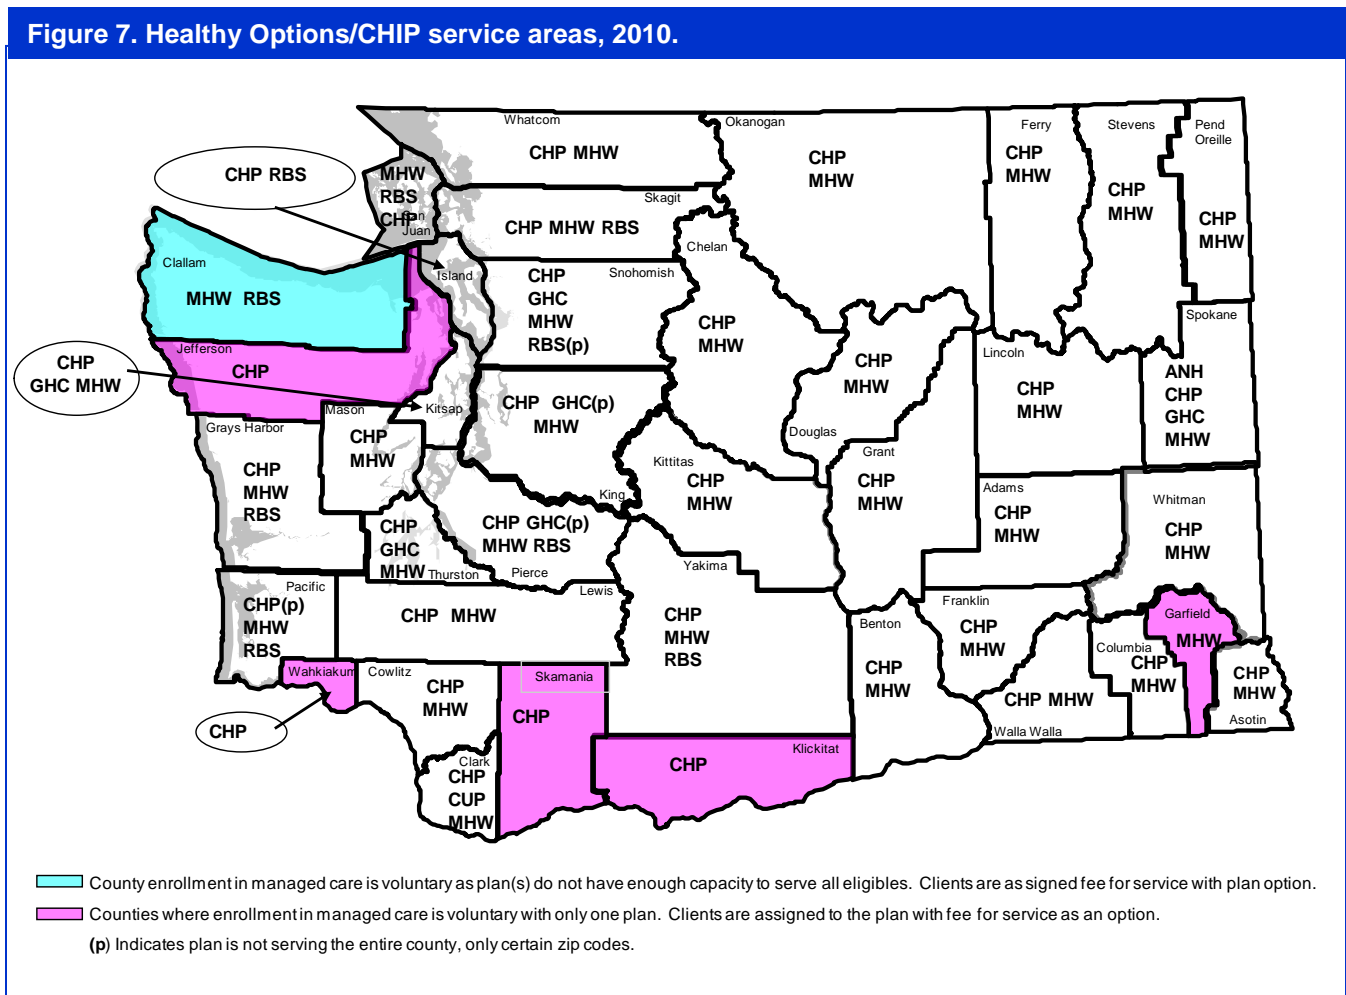 Figure 7. Healthy Options/CHIP service areas, 2010.
Whatcom
CHP MHW
Okanogan
CHP
MHW
Ferry
CHP
MHW
Stevens
CHP
MHW
Pend
Oreille
CHP
MHW
CHP RBS
MHW
RBS
CHP
San
Juan
Skagit
CHP MHW RBS
Chelan
CHP
MHW
Island
Snohomish
CHP
GHC
MHW
RBS(p)
Clallam
MHW RBS
Jefferson
CHP
CHP
GHC MHW
Kitsap
Mason
CHP
MHW
CHP GHC(p)
MHW
King
Douglas
CHP
MHW
Lincoln
CHP
MHW
Spokane
ANH
CHP
GHC
MHW
Grays Harbor
CHP
MHW
RBS
CHP
GHC
MHW
Thurston
CHP GHC(p)
MHW RBS
Pierce
Kittitas
CHP
MHW
Grant
CHP
MHW
Adams
CHP
MHW
Whitman
CHP
MHW
Pacific
CHP(p)
MHW
RBS
Lewis
CHP MHW
Yakima
CHP
MHW
RBS
Benton
CHP
MHW
Franklin
CHP
MHW
Walla Walla
CHP MHW
Columbia
CHP
MHW
Garfield
MHW
CHP
MHW
Asotin
Wahkiakum
CHP
Cowlitz
CHP
MHW
Skamania
CHP
Klickitat
CHP
Clark
CHP
CUP
MHW
County enrollment in managed care is voluntary as plan(s) do not have enough capacity to serve all eligibles. Clients are as signed fee for service with plan option.
Counties where enrollment in managed care is voluntary with only one plan. Clients are assigned to the plan with fee for service as an option.
(p) Indicates plan is not serving the entire county, only certain zip codes.